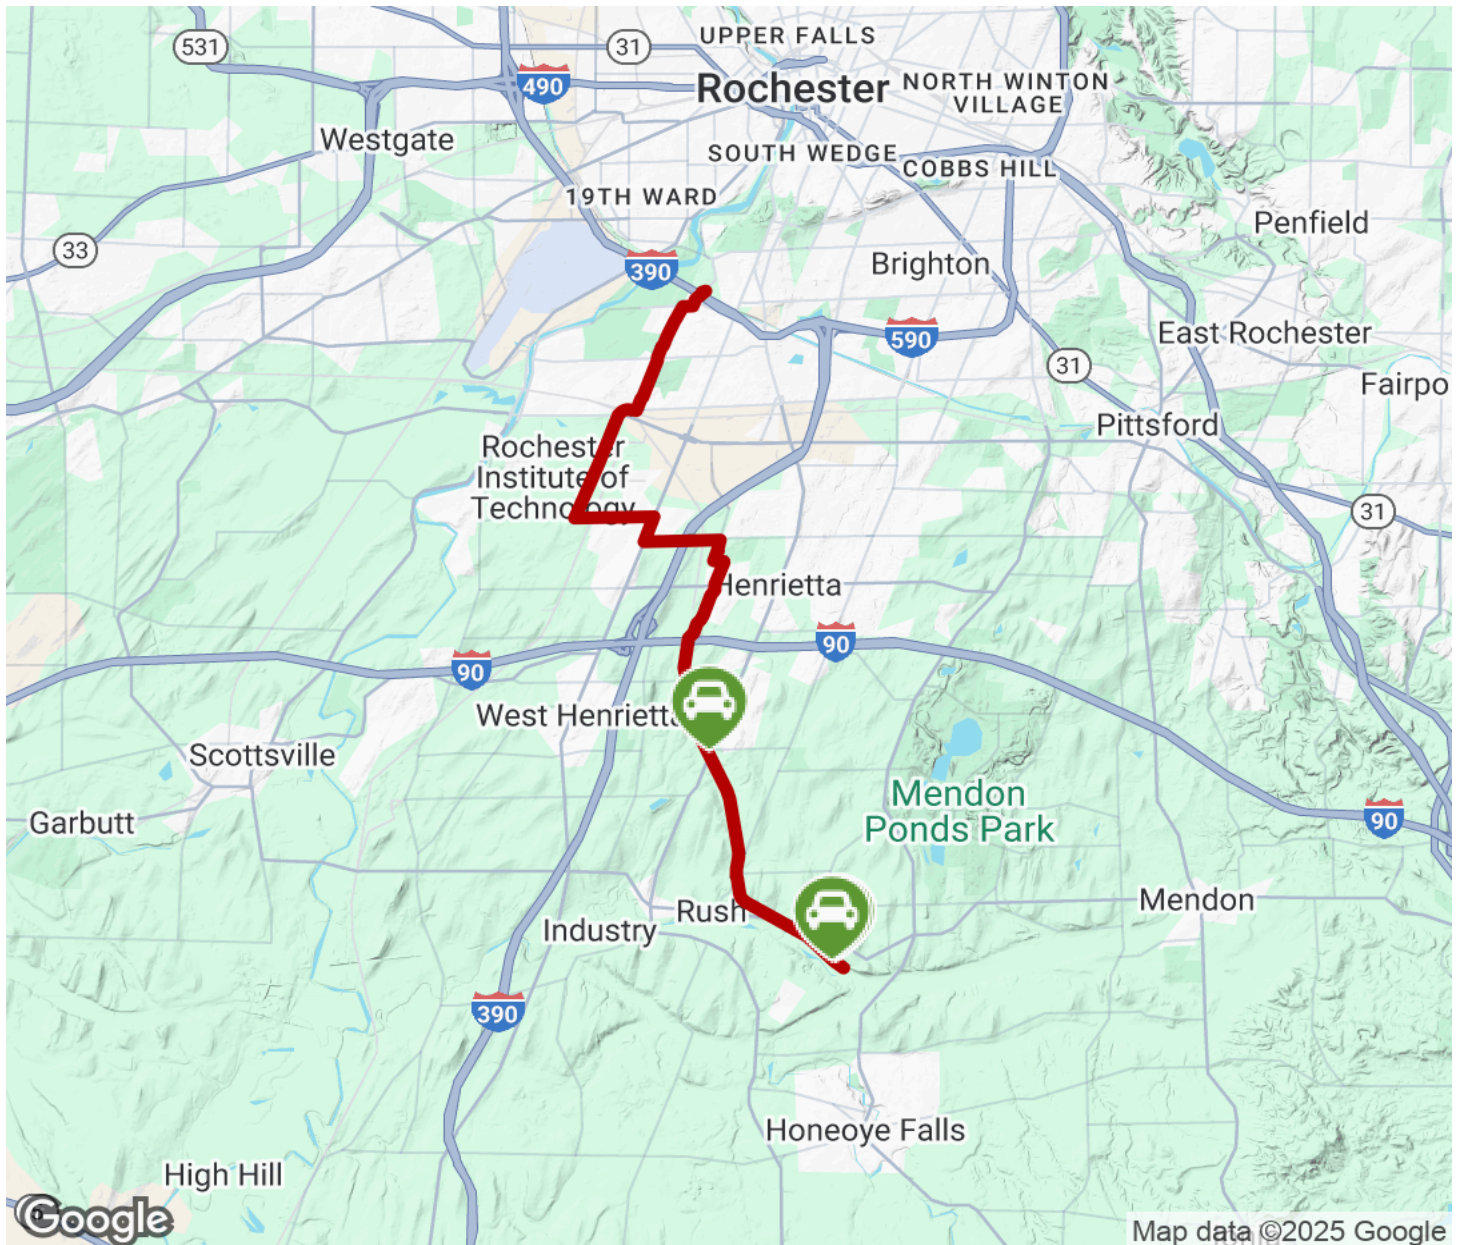 UPPER FALLS
531
31
490
Rochester
NORTH WINTON
VILLAGE
Westgate
SOUTH WEDGE
COBBS HILL
19TH WARD
Penfield
33
390
Brighton
590
East Rochester
31
Fairpo
Pittsford
Rochester
Institute of
Technology
31
Henrietta
90
90
West Henrietta
Scottsville
Mendon
Ponds Park
Garbutt
90
Mendon
Rush
Industry
390
Honeoye Falls
High Hill
Google
Map data ©2025 Google